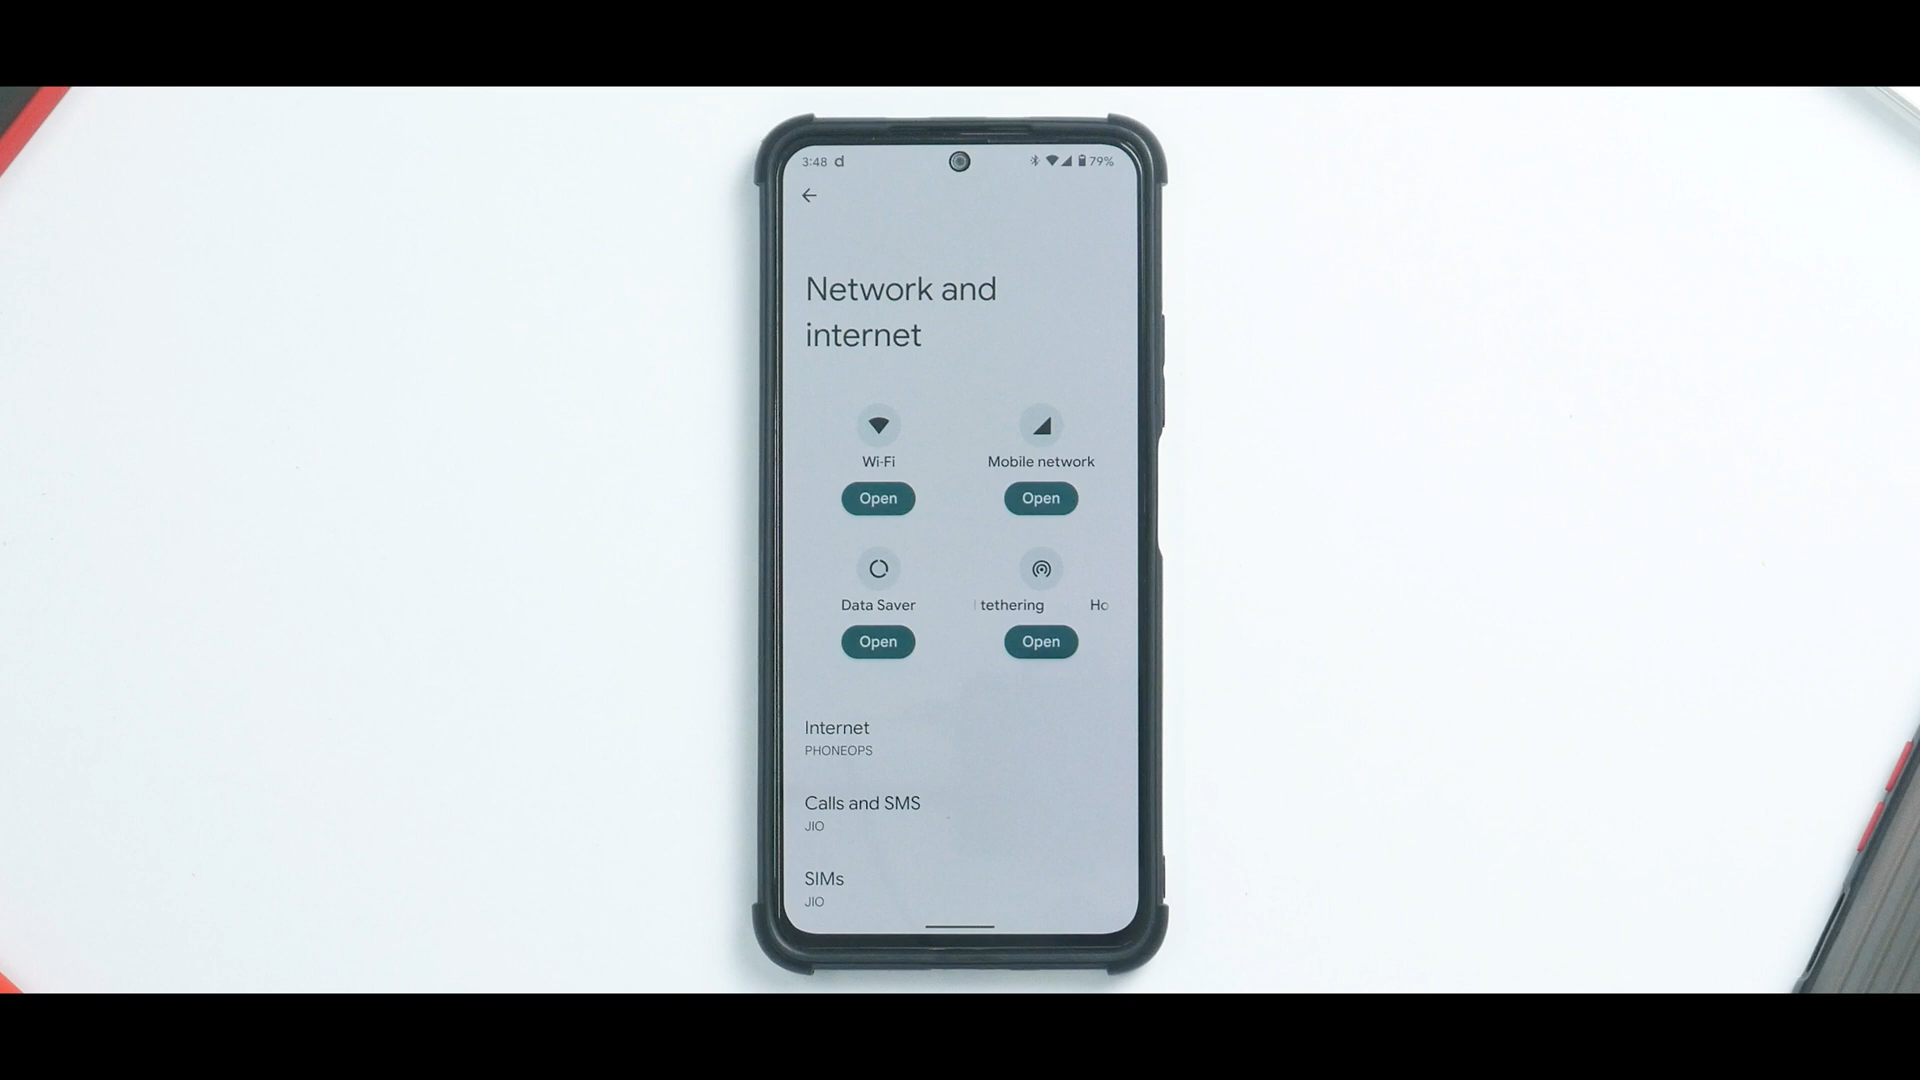 3:48 d 79%
Network and
internet
Wi-Fi Mobile network
Open Open
Data Saver tethering Ho
Open Open
Internet
PHONEOPS
Calls and SMS
JIO
SIMs
JIO